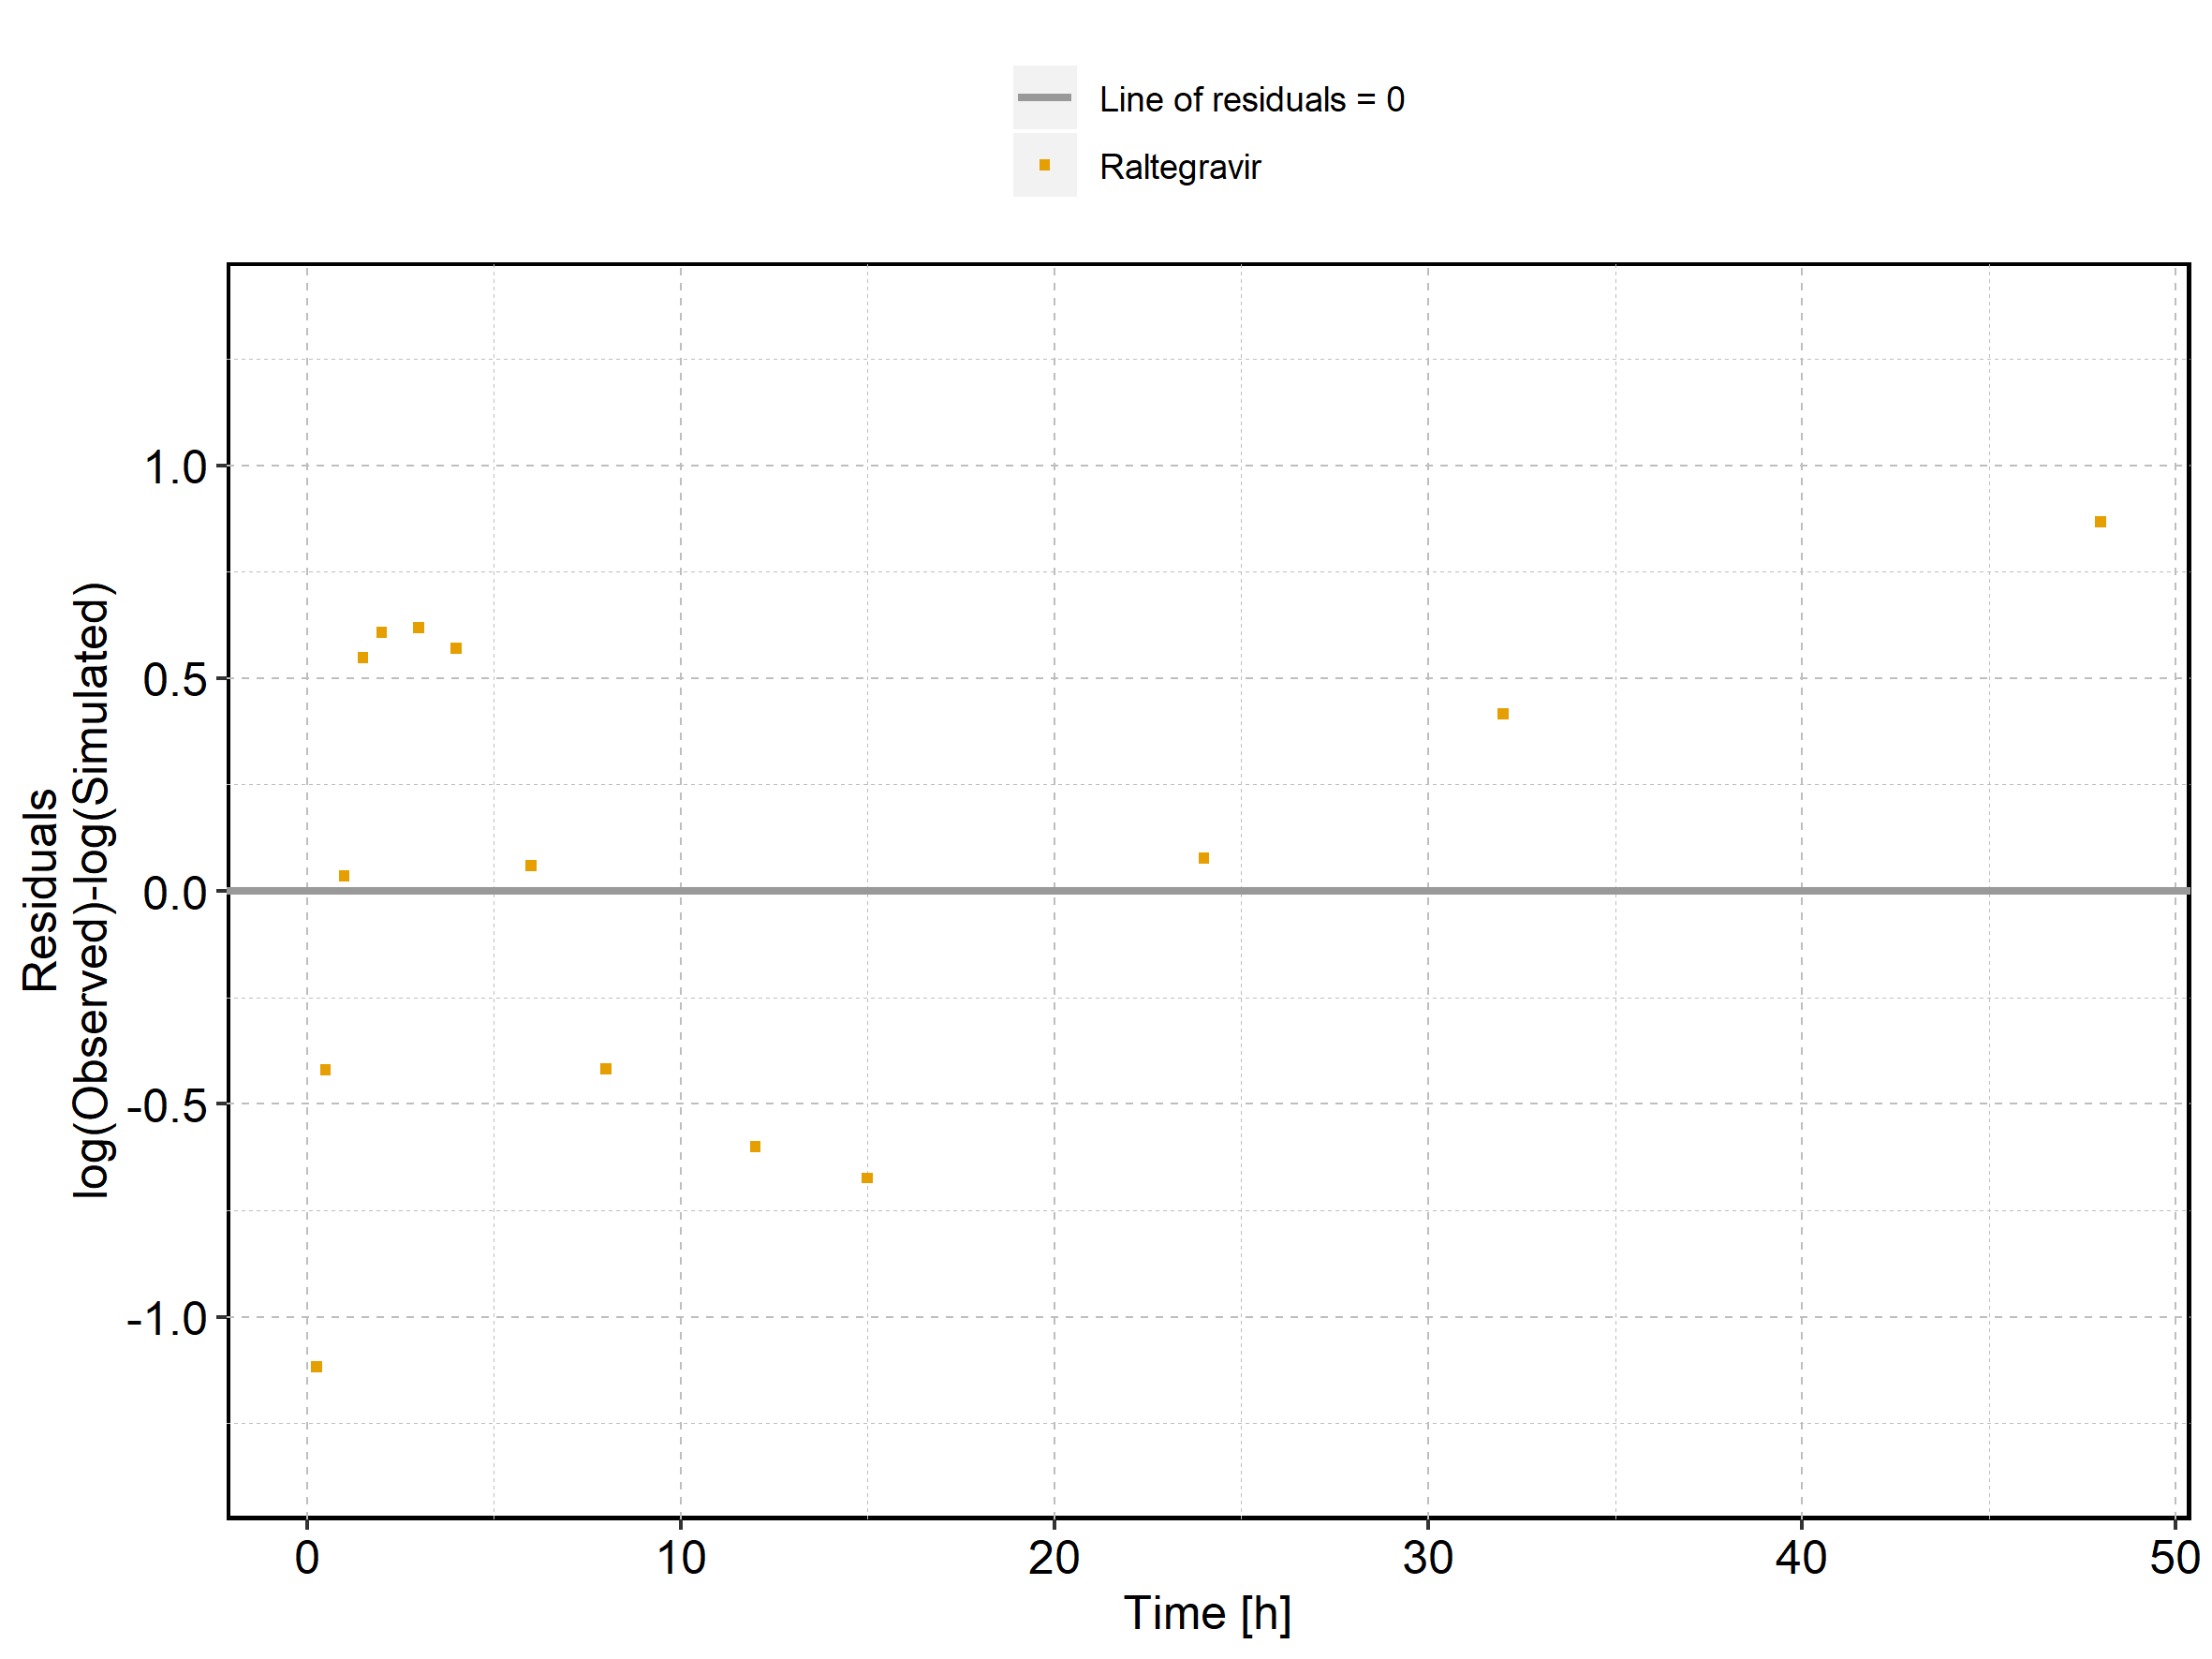 Line of residuals = 0
Raltegravir
Residuals
log(Observed)-log(Simulated)
1.0
0.5
0.0
-0.5
-1.0
0 10 20 30 40 50
Time [h]